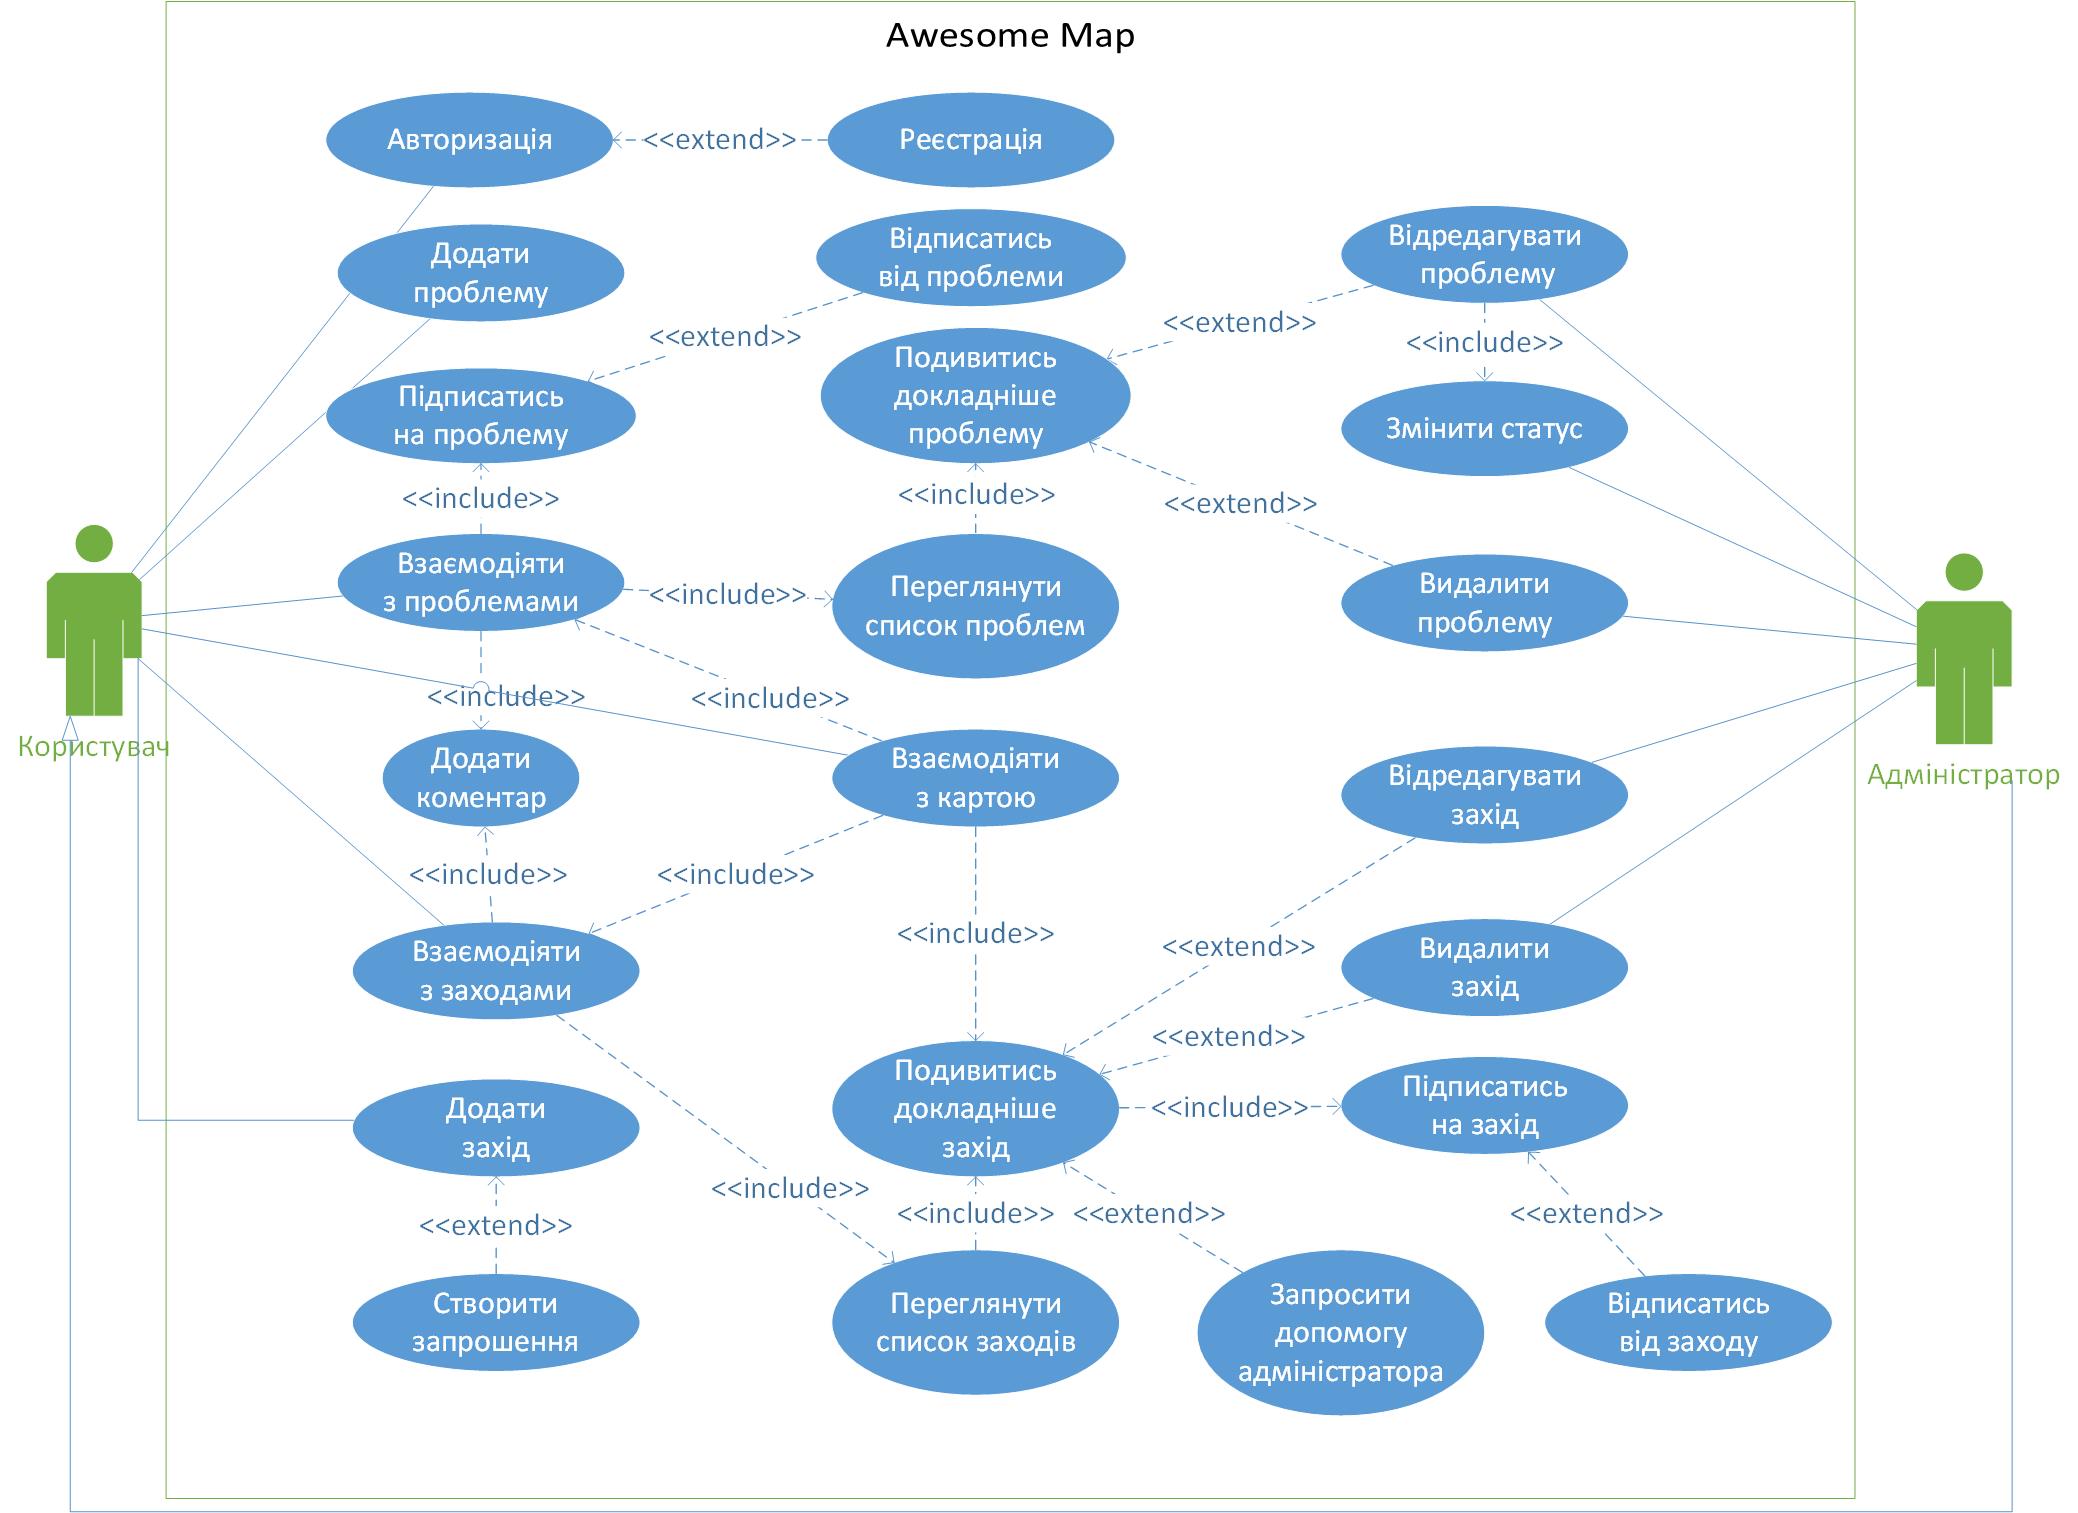 Awesome Map
Авторизація
<<extend>>
Реєстрація
Додати
проблему
Відписатись
від проблеми
Відредагувати
проблему
<<extend>>
<<extend>>
<<include>>
Підписатись
на проблему
Подивитись
докладніше
проблему
Змінити статус
<<include>>
<<include>>
<<extend>>
Взаємодіяти
з проблемами
<<include>>
Переглянути
список проблем
Видалити
проблему
<<include>>
<<include>>
Користувач
Адміністратор
Додати
коментар
Взаємодіяти
з картою
Відредагувати
захід
<<include>>
<<include>>
<<include>>
<<extend>>
Взаємодіяти
з заходами
Видалити
захід
<<extend>>
Подивитись
докладніше
захід
<<include>>
Підписатись
на захід
Додати
захід
<<include>>
<<extend>>
<<include>>
<<extend>>
<<extend>>
Створити
запрошення
Переглянути
список заходів
Запросити
допомогу
адміністратора
Відписатись
від заходу